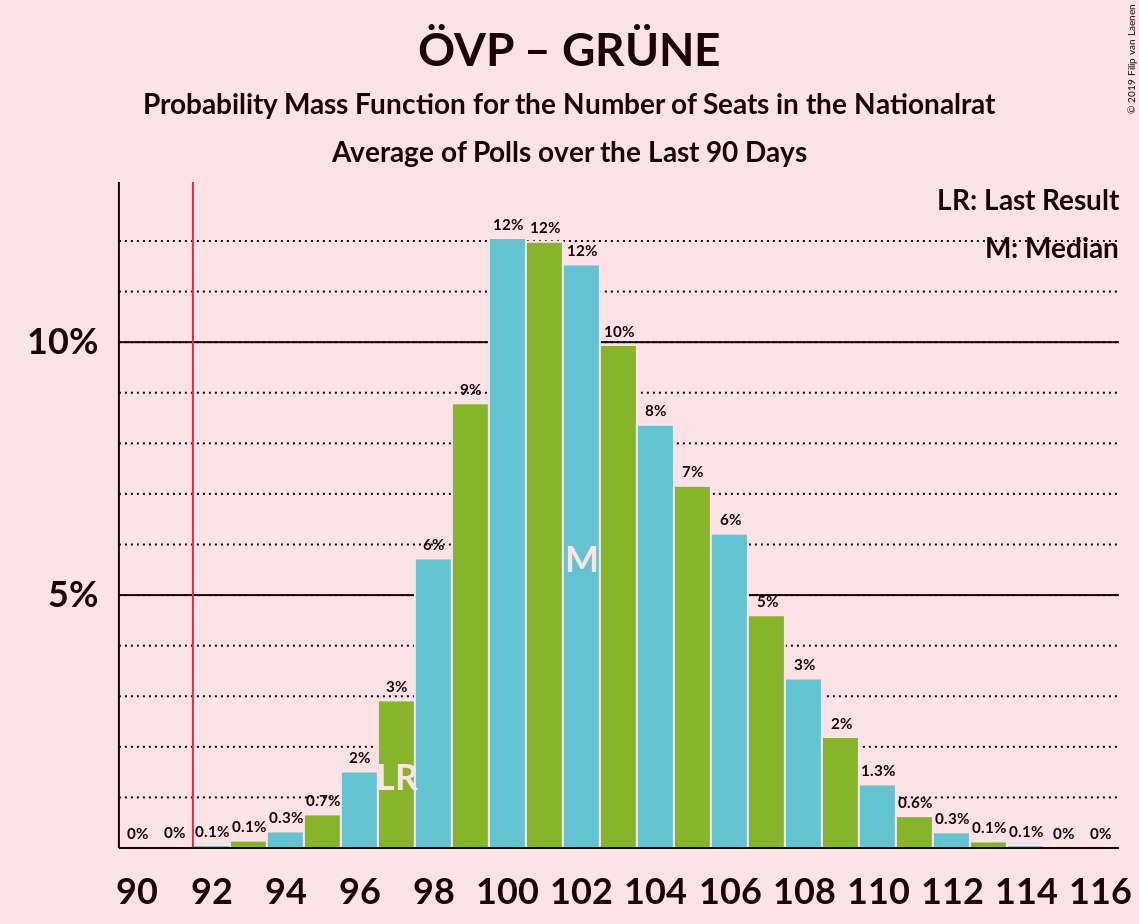 ÖVP – GRÜNE
Probability Mass Function for the Number of Seats in the Nationalrat
Average of Polls over the Last 90 Days
© 2019 Filip van Laenen
LR: Last Result
M: Median
10%
5%
0% 0% 0.1% 0.1% 0.3% 0.7% 2% 3% 6% 9% 12% 12% 12% 10% 8% 7% 6% 5% 3% 2% 1.3% 0.6% 0.3% 0.1% 0.1% 0% 0%
M
LR
90 92 94 96 98 100 102 104 106 108 110 112 114 116